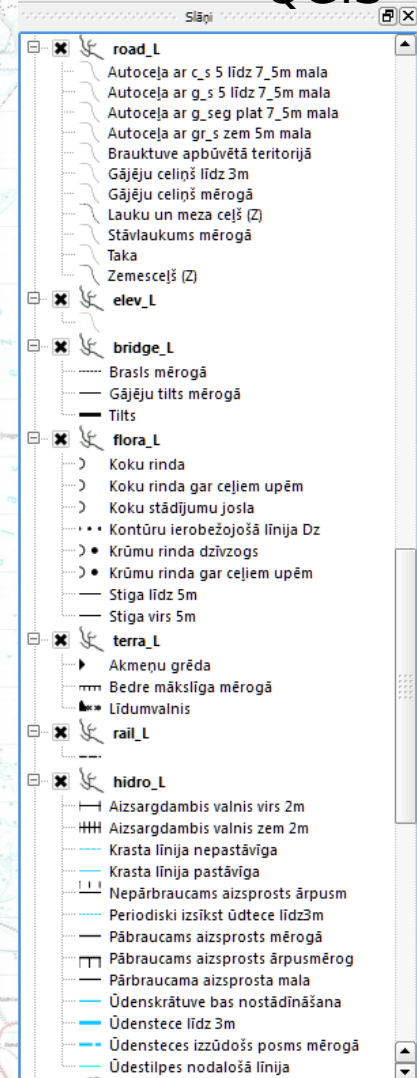 Slāņi
road_L
Autoceļa ar c_s 5 līdz 7_5m mala
Autoceļa ar g_s 5 līdz 7_5m mala
Autoceļa ar g_seg plat 7_5m mala
Autoceļa ar gr_s zem 5m mala
Brauktuve apbūvētā teritorijā
Gājēju celiņš līdz 3m
Gājēju celiņš mērogā
Lauku un meza ceļš (Z)
Stāvlaukums mērogā
Taka
Zemesceļš (Z)
elev_L
bridge_L
Brasls mērogā
Gājēju tilts mērogā
Tilts
flora_L
Koku rinda
Koku rinda gar ceļiem upēm
Koku stādījumu josla
Kontūru ierobežojošā līnija Dz
Krūmu rinda dzīvzogs
Krūmu rinda gar ceļiem upēm
Stiga līdz 5m
Stiga virs 5m
terra_L
Akmeņu grēda
Bedre mākslīga mērogā
Līdumvalnis
rail_L
hidro_L
Aizsargdambis valnis virs 2m
Aizsargdambis valnis zem 2m
Krasta līnija nepastāvīga
Krasta līnija pastāvīga
Nepārbraucams aizsprosts ārpusm
Periodiski izsīkst ūdtece līdz3m
Pābraucams aizsprosts mērogā
Pābraucams aizsprosts ārpusmērog
Pārbraucama aizsprosta mala
Ūdenskrātuve bas nostādīnāšana
Ūdenstece līdz 3m
Ūdensteces izzūdošs posms mērogā
Ūdestilpes nodalošā līnija